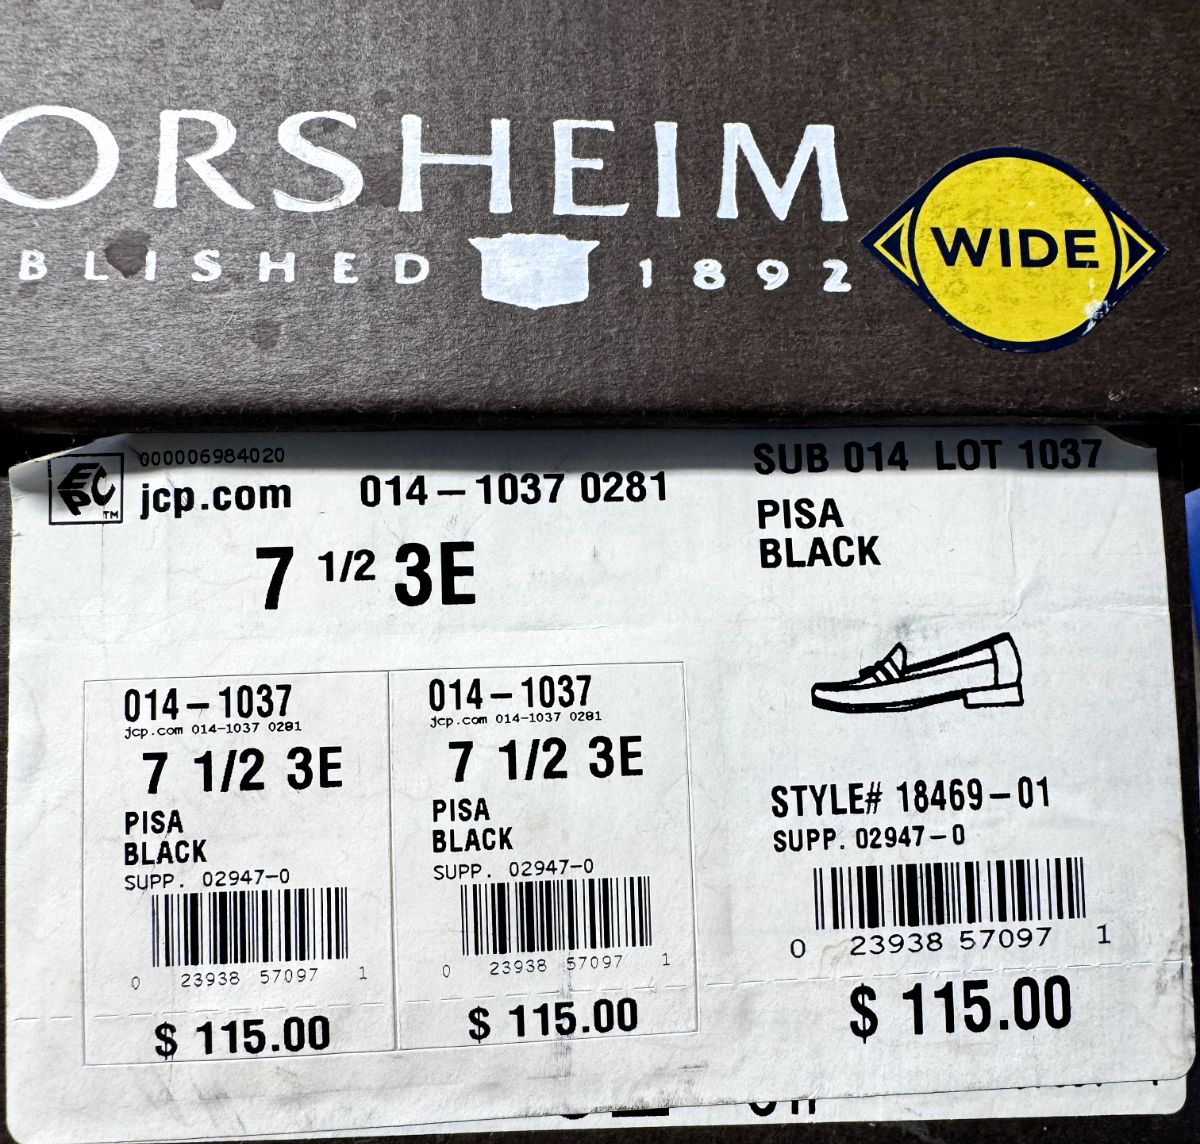 ORSHEIM
BLISHED 1892
WIDE
000006984020
jcp.com 014-1037 0281
7 1/2 3E
SUB 014 LOT 1037
PISA
BLACK
014-1037
jcp.com 014-1037 0281
7 1/2 3E
PISA
BLACK
SUPP. 02947-0
0 23938 57097 1
$ 115.00
014-1037
jcp.com 014-1037 0281
7 1/2 3E
PISA
BLACK
SUPP. 02947-0
0 23938 57097 1
$ 115.00
STYLE# 18469-01
SUPP. 02947-0
0 23938 57097 1
$ 115.00